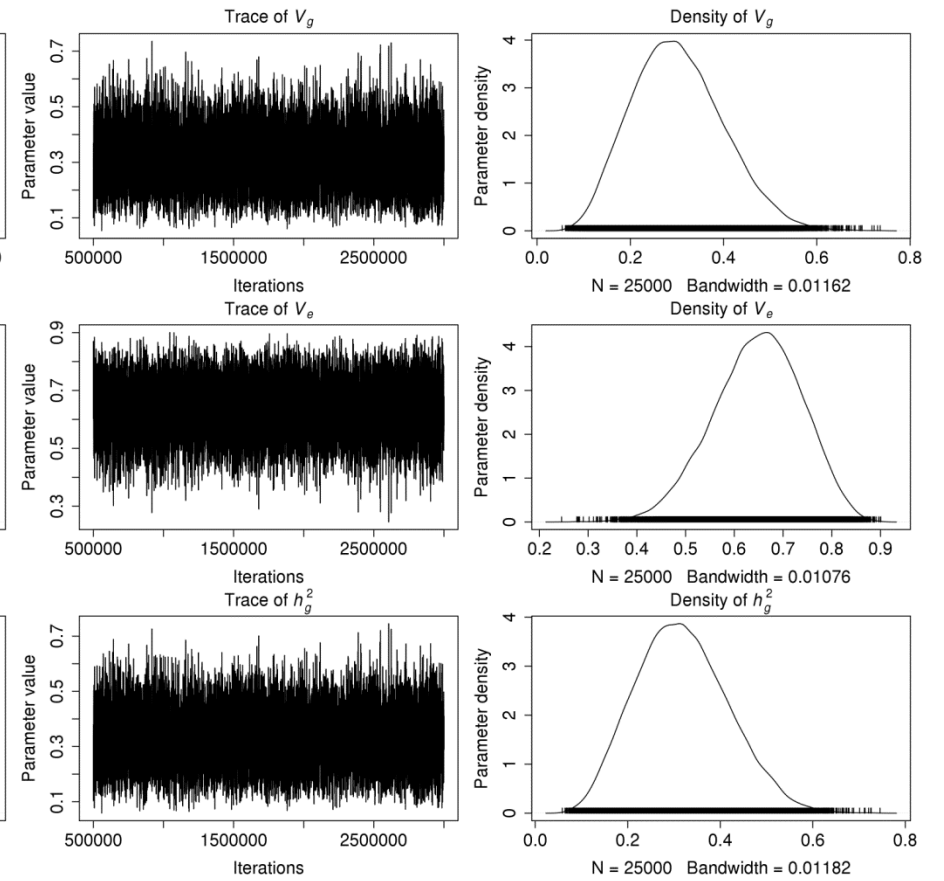 Trace of V_g
Density of V_g
Parameter value
0.1 0.3 0.5 0.7
500000 1500000 2500000
Iterations
Parameter density
0 1 2 3 4
0.0 0.2 0.4 0.6 0.8
N = 25000 Bandwidth = 0.01162
Trace of V_e
Density of V_e
Parameter value
0.3 0.5 0.7 0.9
500000 1500000 2500000
Iterations
Parameter density
0 1 2 3 4
0.2 0.3 0.4 0.5 0.6 0.7 0.8 0.9
N = 25000 Bandwidth = 0.01076
Trace of h_g^2
Density of h_g^2
Parameter value
0.1 0.3 0.5 0.7
500000 1500000 2500000
Iterations
Parameter density
0 1 2 3 4
0.0 0.2 0.4 0.6 0.8
N = 25000 Bandwidth = 0.01182